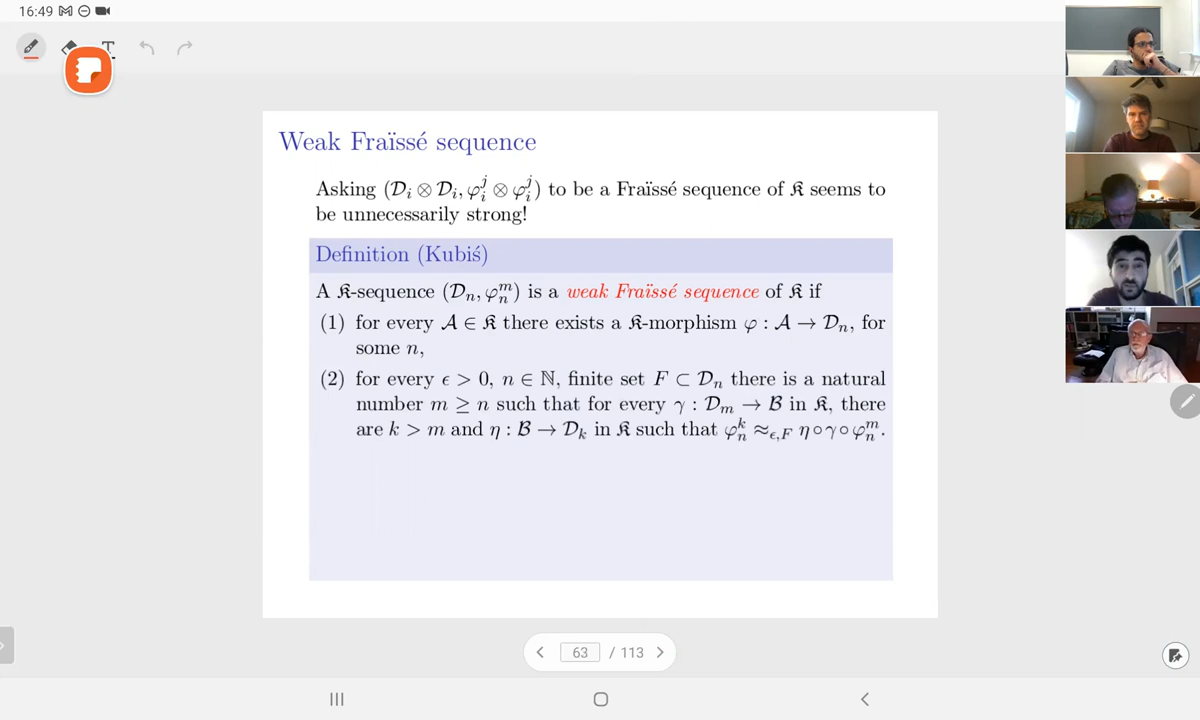 16:49
T
Weak Fraïssé sequence
Asking (𝒟ᵢ ⊗ 𝒟ᵢ, φᵢʲ ⊗ φᵢʲ) to be a Fraïssé sequence of 𝔎 seems to
be unnecessarily strong!
Definition (Kubiś)
A 𝔎-sequence (𝒟ₙ, φₙᵐ) is a weak Fraïssé sequence of 𝔎 if
(1) for every 𝒜 ∈ 𝔎 there exists a 𝔎-morphism φ : 𝒜 → 𝒟ₙ, for
some n,
(2) for every ϵ > 0, n ∈ ℕ, finite set F ⊂ 𝒟ₙ there is a natural
number m ≥ n such that for every γ : 𝒟ₘ → ℬ in 𝔎, there
are k > m and η : ℬ → 𝒟ₖ in 𝔎 such that φₙᵏ ≈_{ϵ,F} η ∘ γ ∘ φₙᵐ.
63 / 113